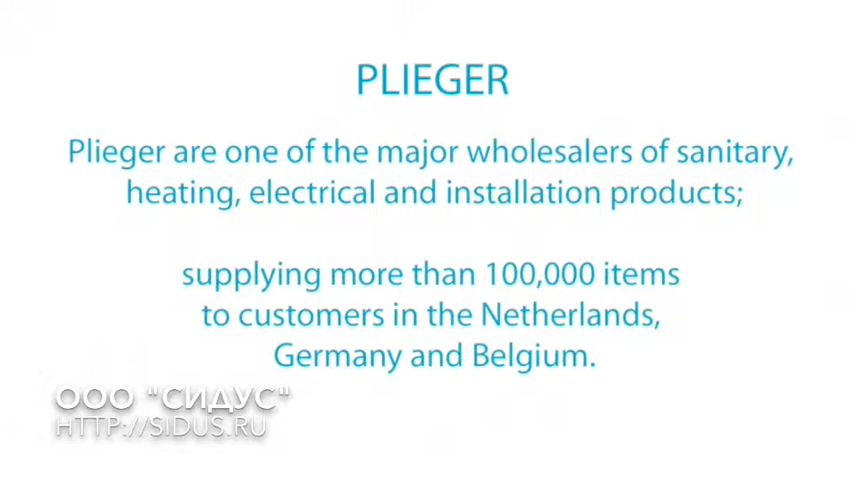 PLIEGER
Plieger are one of the major wholesalers of sanitary,
heating, electrical and installation products;
supplying more than 100,000 items
to customers in the Netherlands,
Germany and Belgium.
ООО "СИДУС"
HTTP://SIDUS.RU